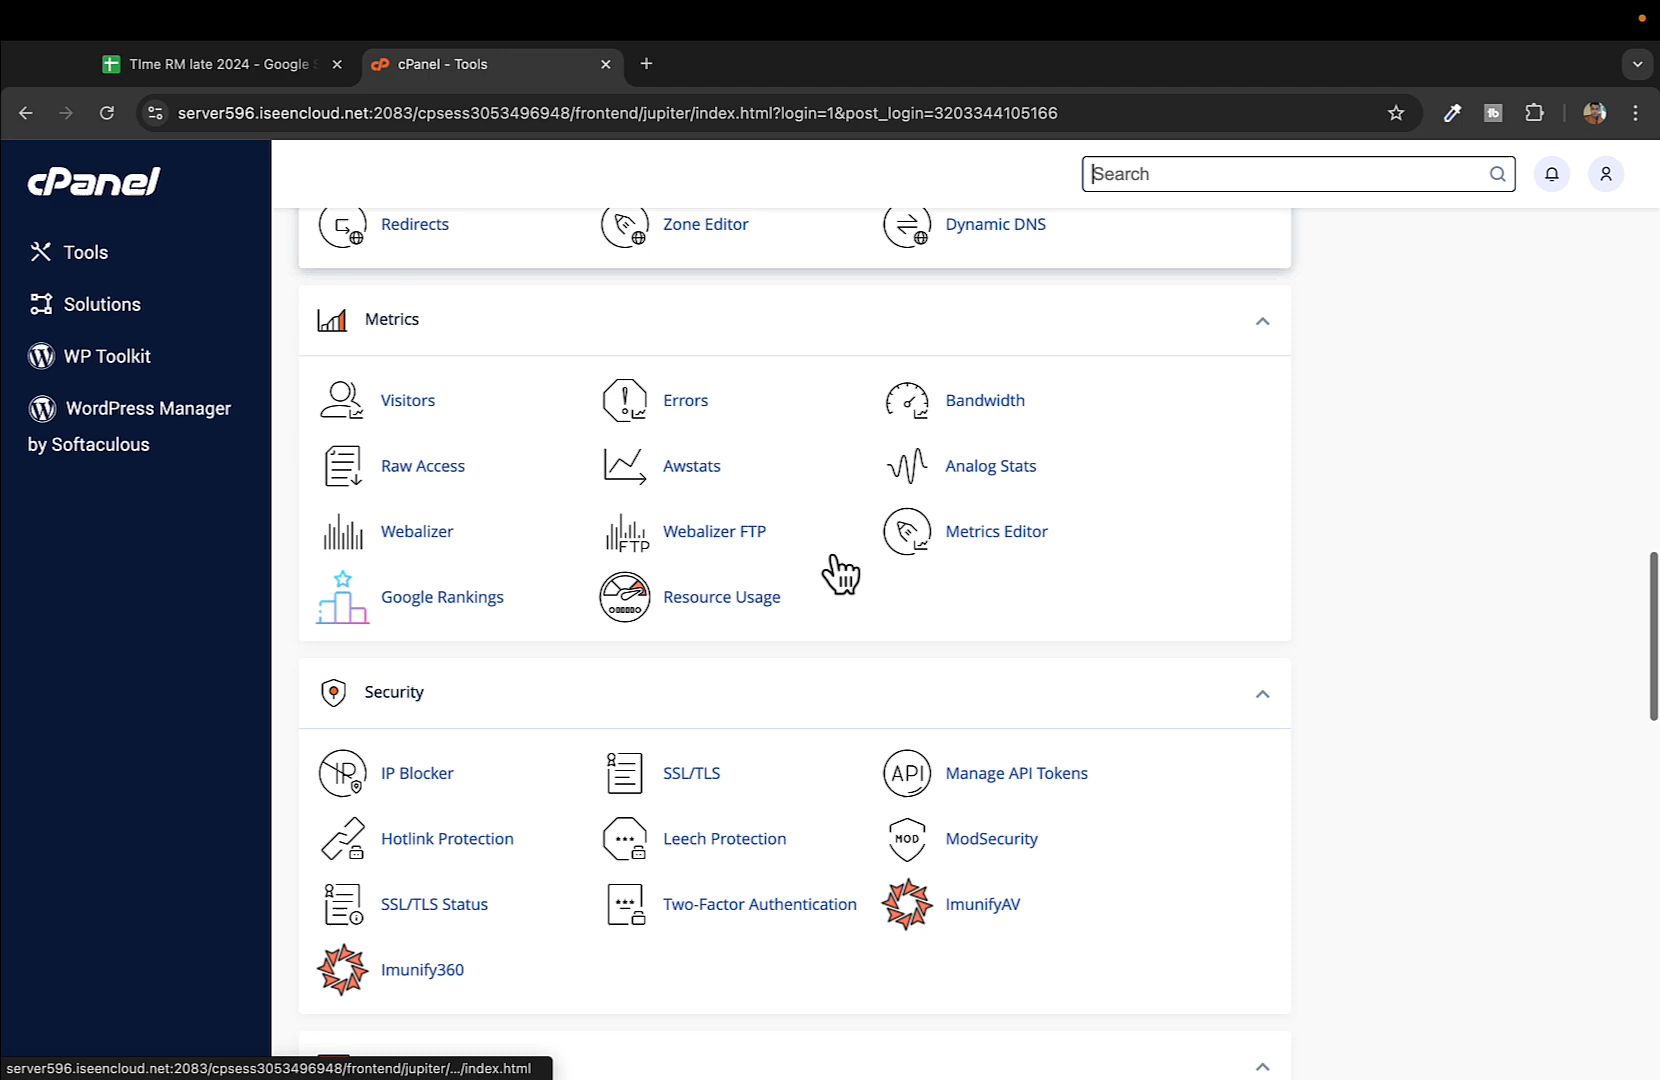 TIme RM late 2024 - Google S
cPanel - Tools
server596.iseencloud.net:2083/cpsess3053496948/frontend/jupiter/index.html?login=1&post_login=3203344105166
cPanel
Search
Tools
Solutions
WP Toolkit
WordPress Manager
by Softaculous
Redirects
Zone Editor
Dynamic DNS
Metrics
Visitors
Errors
Bandwidth
Raw Access
Awstats
Analog Stats
Webalizer
FTP
Webalizer FTP
Metrics Editor
Google Rankings
Resource Usage
Security
IP
IP Blocker
SSL/TLS
API
Manage API Tokens
Hotlink Protection
Leech Protection
MOD
ModSecurity
SSL/TLS Status
Two-Factor Authentication
ImunifyAV
Imunify360
server596.iseencloud.net:2083/cpsess3053496948/frontend/jupiter/.../index.html